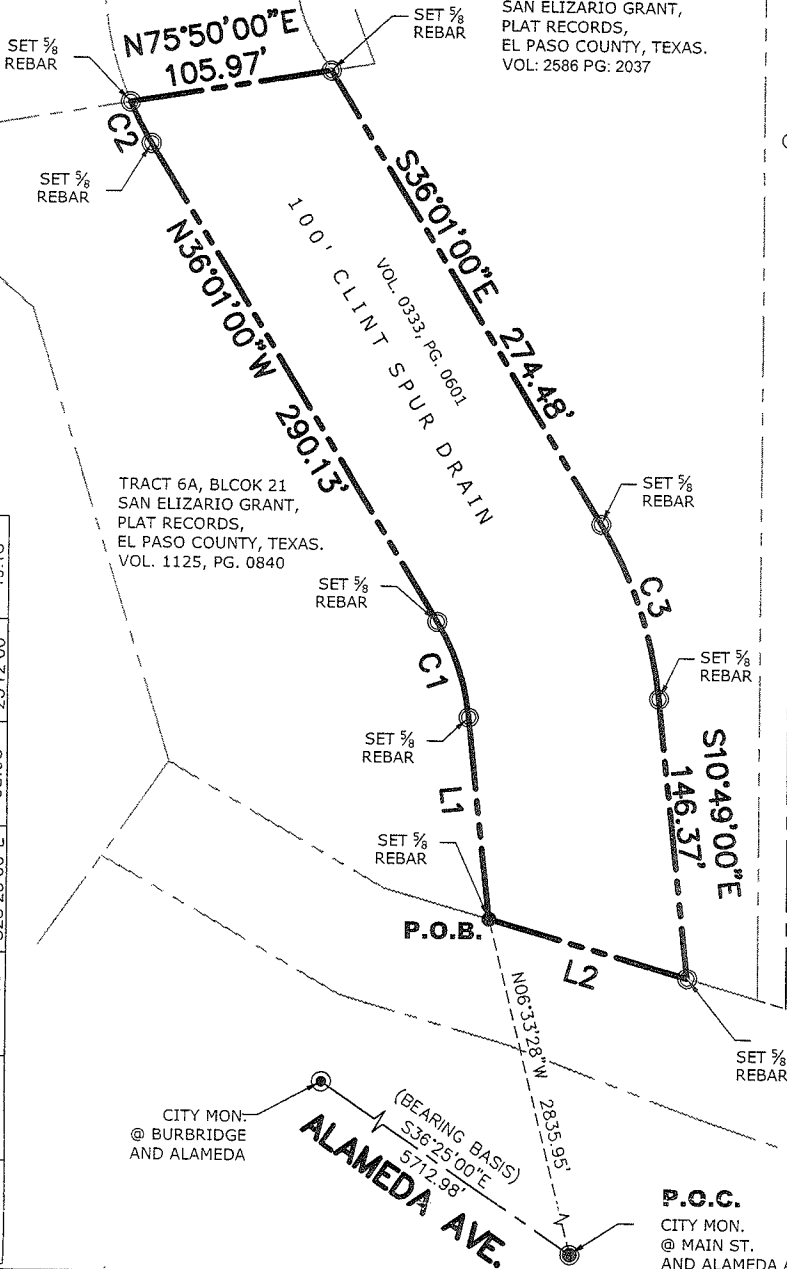 SAN ELIZARIO GRANT,
PLAT RECORDS,
EL PASO COUNTY, TEXAS.
VOL: 2586 PG: 2037
SET ⅝
REBAR
N75°50'00"E
105.97'
SET ⅝
REBAR
C2
SET ⅝
REBAR
S36°01'00"E 274.48'
N36°01'00"W 290.13'
100' CLINT SPUR DRAIN
VOL. 0333, PG. 0601
TRACT 6A, BLCOK 21
SAN ELIZARIO GRANT,
PLAT RECORDS,
EL PASO COUNTY, TEXAS.
VOL. 1125, PG. 0840
SET ⅝
REBAR
C3
SET ⅝
REBAR
C1
SET ⅝
REBAR
SET ⅝
REBAR
L1
S10°49'00"E
146.37'
SET ⅝
REBAR
P.O.B.
L2
SET ⅝
REBAR
N06°33'28"W 2835.95'
CITY MON.
@ BURBRIDGE
AND ALAMEDA
(BEARING BASIS)
S36°25'00"E
5712.98'
ALAMEDA AVE.
P.O.C.
CITY MON.
@ MAIN ST.
AND ALAMEDA A